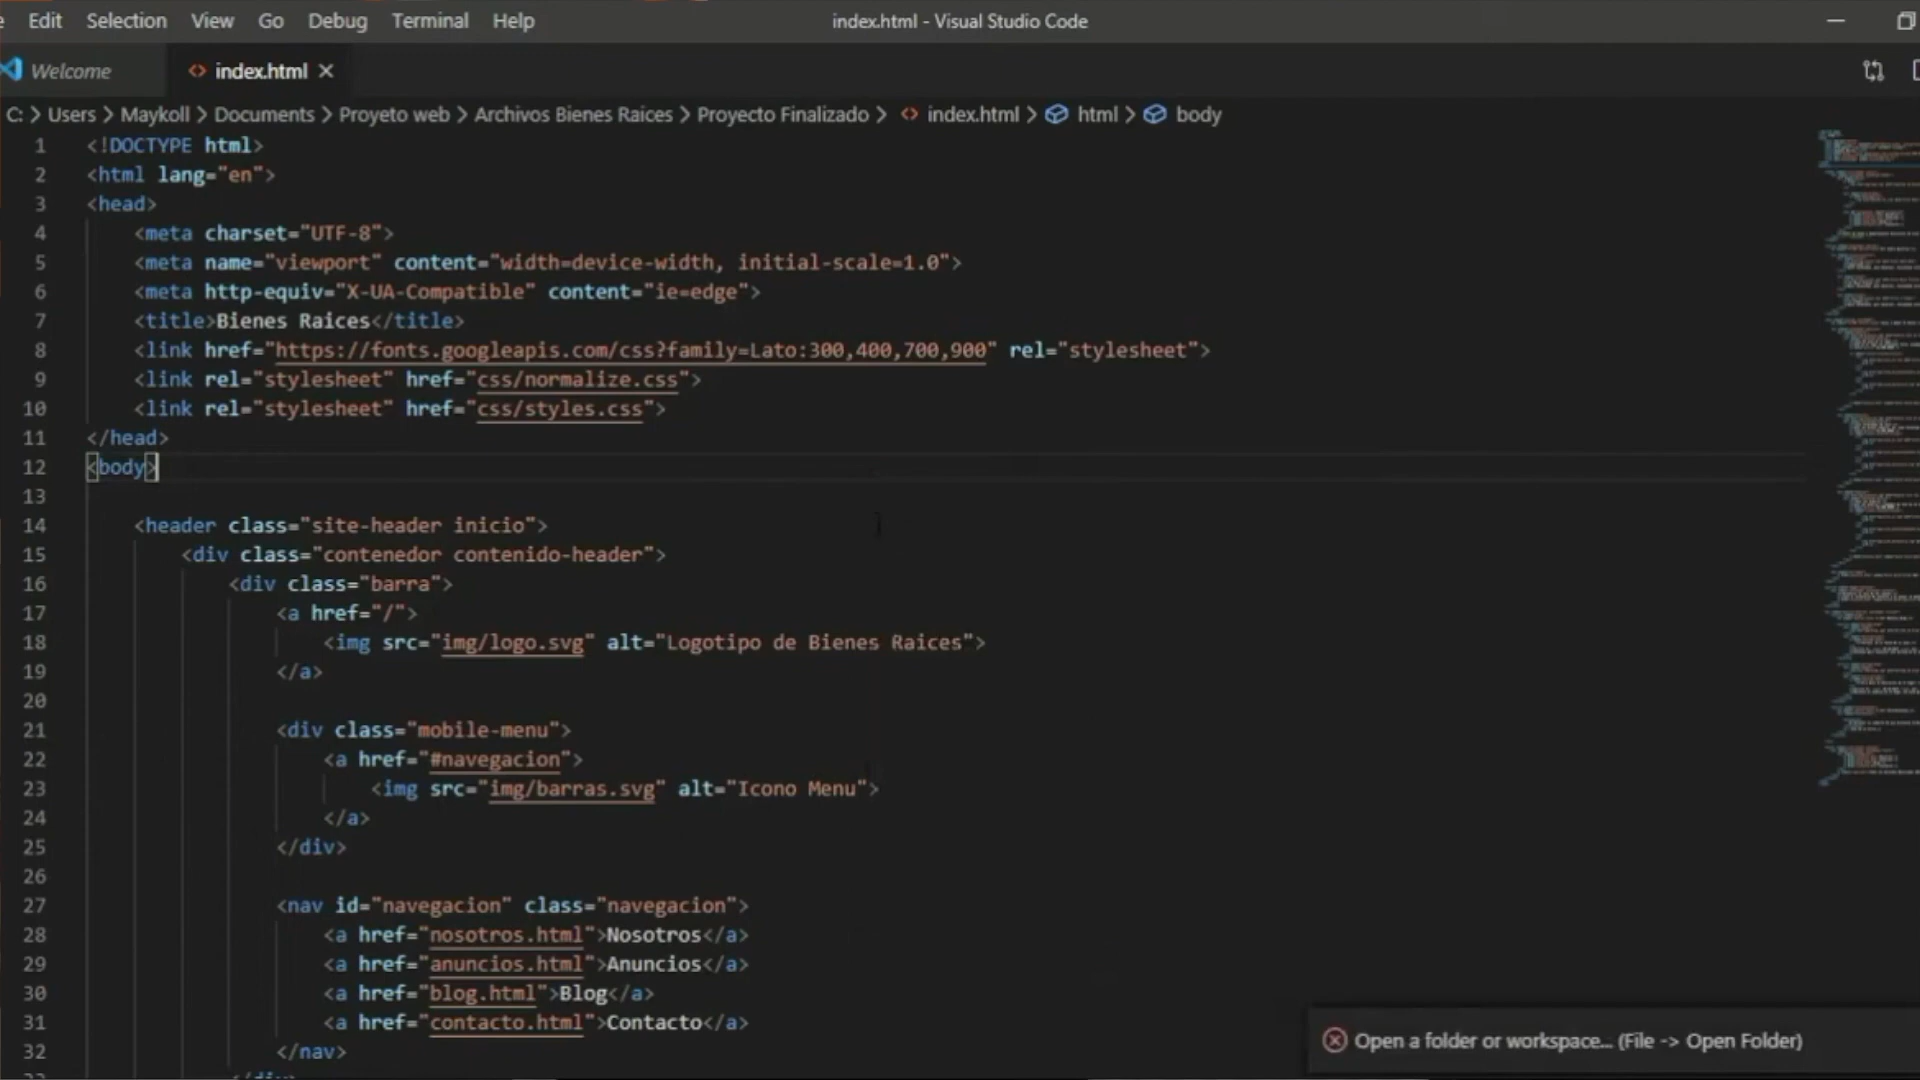 Edit Selection View Go Debug Terminal Help
index.html - Visual Studio Code
Welcome
index.html
C: > Users > Maykoll > Documents > Proyeto web > Archivos Bienes Raices > Proyecto Finalizado > index.html > html > body
1 <!DOCTYPE html>
2 <html lang="en">
3 <head>
4 <meta charset="UTF-8">
5 <meta name="viewport" content="width=device-width, initial-scale=1.0">
6 <meta http-equiv="X-UA-Compatible" content="ie=edge">
7 <title>Bienes Raices</title>
8 <link href="https://fonts.googleapis.com/css?family=Lato:300,400,700,900" rel="stylesheet">
9 <link rel="stylesheet" href="css/normalize.css">
10 <link rel="stylesheet" href="css/styles.css">
11 </head>
12 <body>
13
14 <header class="site-header inicio">
15 <div class="contenedor contenido-header">
16 <div class="barra">
17 <a href="/">
18 <img src="img/logo.svg" alt="Logotipo de Bienes Raices">
19 </a>
20
21 <div class="mobile-menu">
22 <a href="#navegacion">
23 <img src="img/barras.svg" alt="Icono Menu">
24 </a>
25 </div>
26
27 <nav id="navegacion" class="navegacion">
28 <a href="nosotros.html">Nosotros</a>
29 <a href="anuncios.html">Anuncios</a>
30 <a href="blog.html">Blog</a>
31 <a href="contacto.html">Contacto</a>
32 </nav>
Open a folder or workspace... (File -> Open Folder)